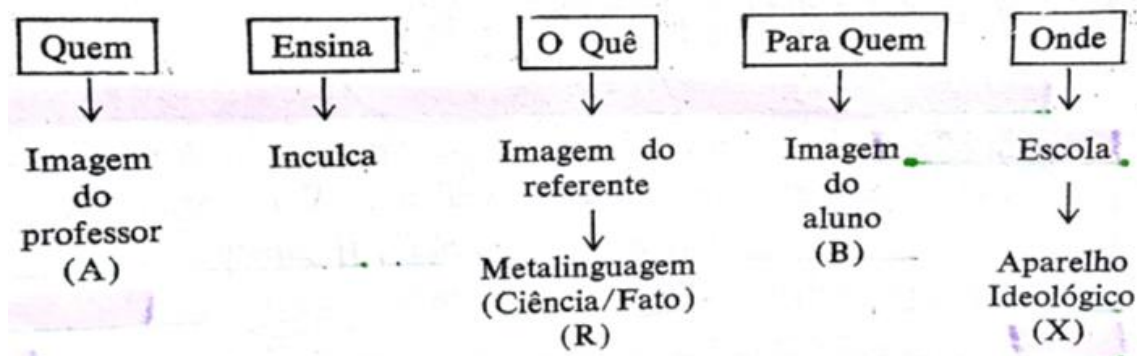 Quem Ensina O Quê Para Quem Onde
Imagem do professor (A)
Inculca
Imagem do referente
Metalinguagem
(Ciência/Fato)
(R)
Imagem do aluno (B)
Escola
Aparelho
Ideológico
(X)